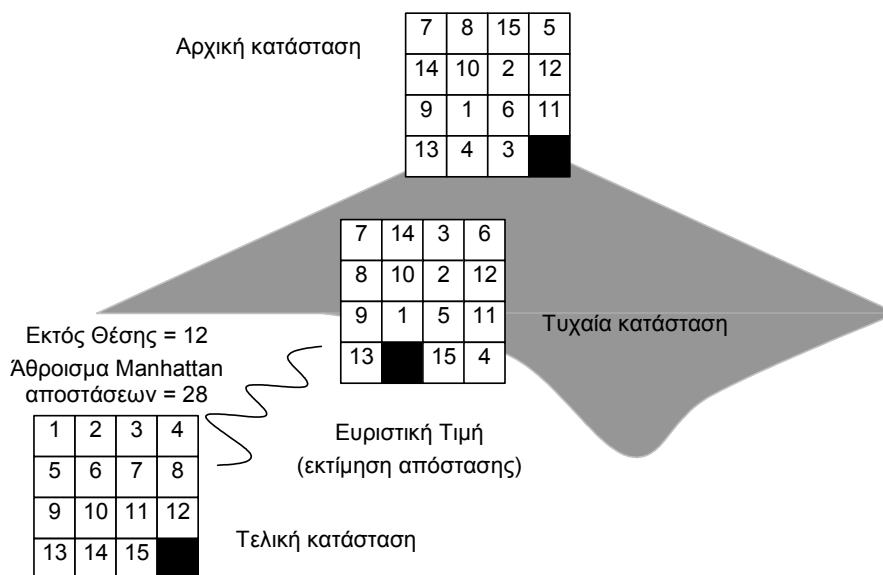 Αρχική κατάσταση
7 8 15 5
14 10 2 12
9 1 6 11
13 4 3
7 14 3 6
8 10 2 12
9 1 5 11
13 15 4
Τυχαία κατάσταση
Εκτός Θέσης = 12
Άθροισμα Manhattan
αποστάσεων = 28
Ευριστική Τιμή
(εκτίμηση απόστασης)
1 2 3 4
5 6 7 8
9 10 11 12
13 14 15
Τελική κατάσταση